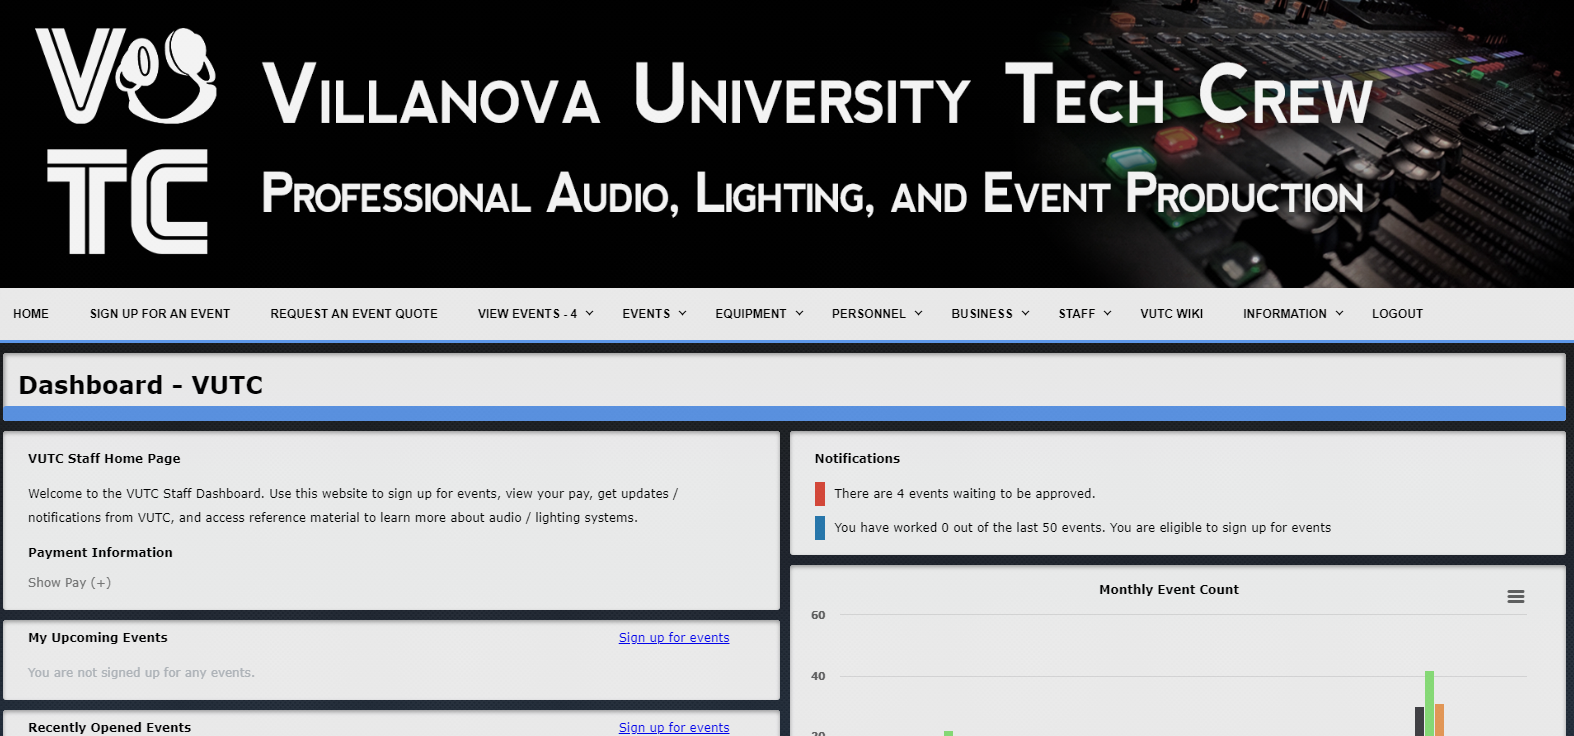 VU
TC
VILLANOVA UNIVERSITY TECH CREW
PROFESSIONAL AUDIO, LIGHTING, AND EVENT PRODUCTION
HOME SIGN UP FOR AN EVENT REQUEST AN EVENT QUOTE VIEW EVENTS - 4 EVENTS EQUIPMENT PERSONNEL BUSINESS STAFF VUTC WIKI INFORMATION LOGOUT
Dashboard - VUTC
VUTC Staff Home Page
Welcome to the VUTC Staff Dashboard. Use this website to sign up for events, view your pay, get updates /
notifications from VUTC, and access reference material to learn more about audio / lighting systems.
Payment Information
Show Pay (+)
My Upcoming Events Sign up for events
You are not signed up for any events.
Recently Opened Events Sign up for events
Notifications
There are 4 events waiting to be approved.
You have worked 0 out of the last 50 events. You are eligible to sign up for events
Monthly Event Count
60
40
20